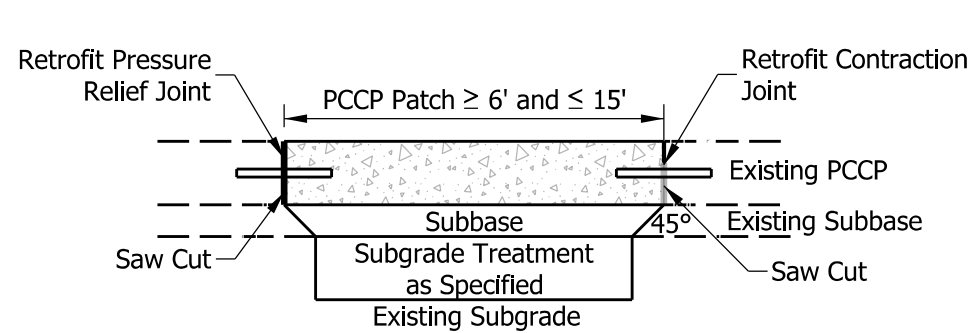 Retrofit Pressure
Relief Joint
PCCP Patch ≥ 6' and ≤ 15'
Retrofit Contraction
Joint
Existing PCCP
Subbase
45°
Existing Subbase
Saw Cut
Subgrade Treatment
as Specified
Saw Cut
Existing Subgrade